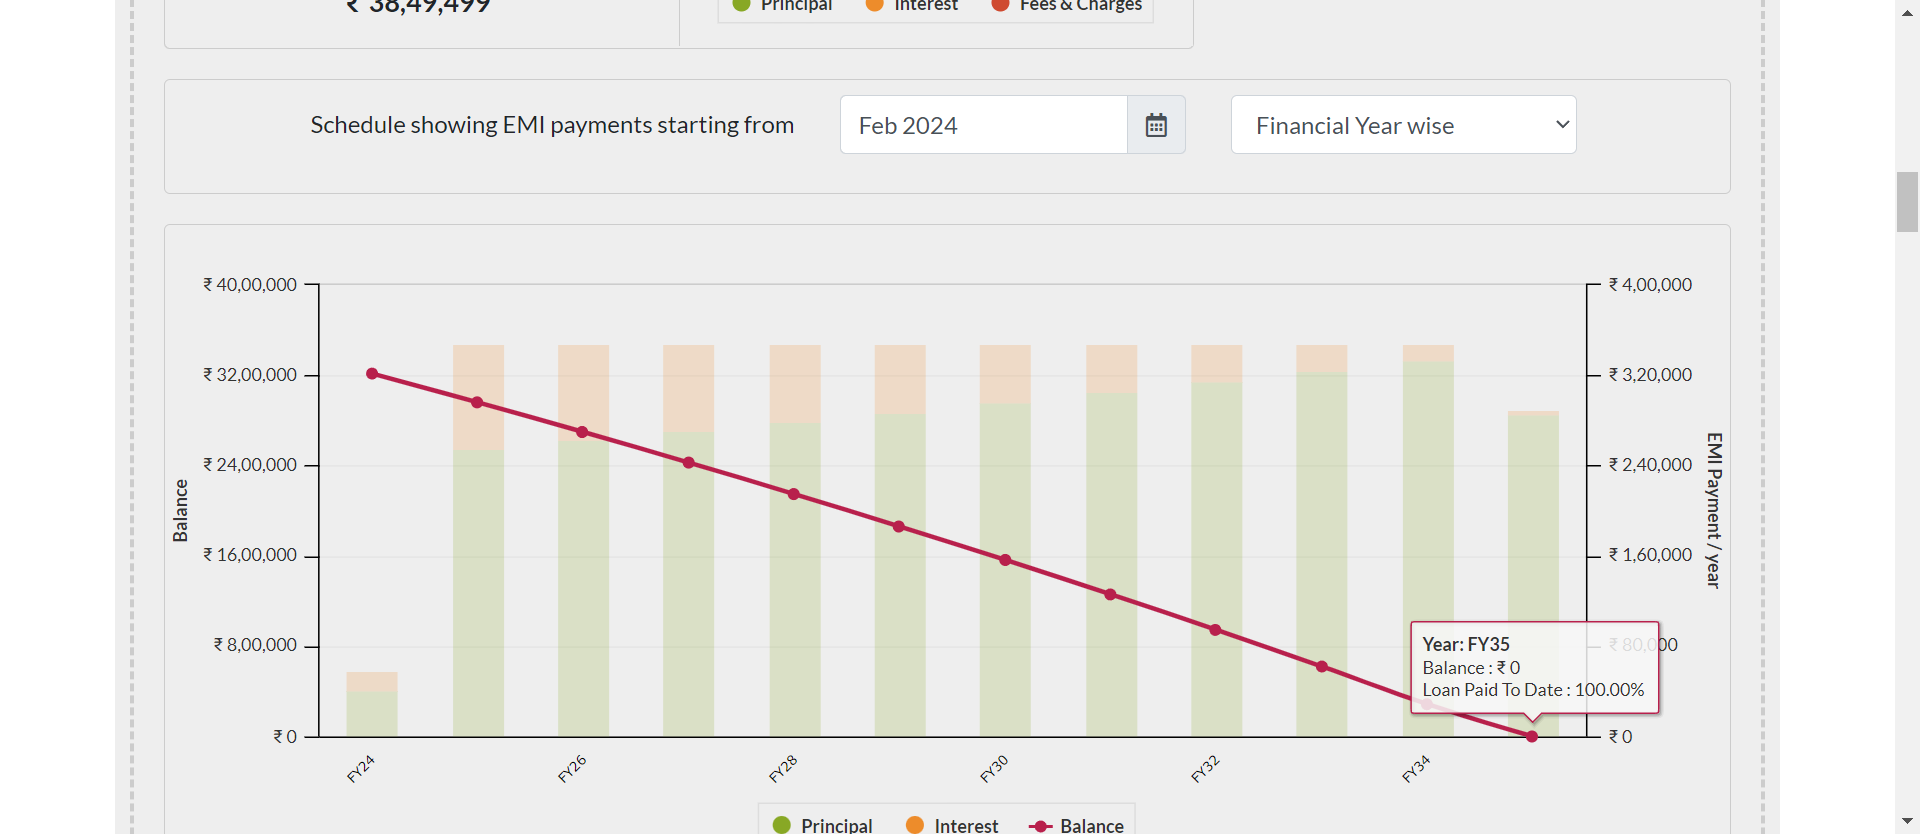 ₹ 38,49,499
Principal Interest Fees & Charges
Schedule showing EMI payments starting from Feb 2024 Financial Year wise
₹ 40,00,000
₹ 32,00,000
₹ 24,00,000
₹ 16,00,000
₹ 8,00,000
₹ 0
Balance
₹ 4,00,000
₹ 3,20,000
₹ 2,40,000
₹ 1,60,000
₹ 80,000
₹ 0
EMI Payment / year
Year: FY35
Balance : ₹ 0
Loan Paid To Date : 100.00%
FY24 FY26 FY28 FY30 FY32 FY34
Principal Interest Balance